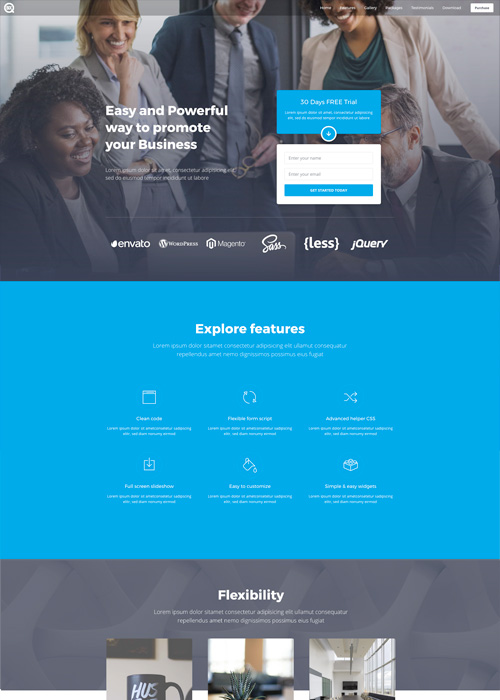 Home Features Gallery Packages Testimonials Download Purchase
Easy and Powerful
way to promote
your Business
Lorem ipsum dolor sit amet, consectetur adipisicing elit,
sed do eiusmod tempor incididunt ut labore
30 Days FREE Trial
Lorem ipsum dolor sit amet, consectetur adipisicing
elit, sed do eiusmod tempor incididunt ut labore
Enter your name
Enter your email
GET STARTED TODAY
envato WORDPRESS Magento Sass {less} jQuery
Explore features
Lorem ipsum dolor sitamet consectetur adipisicing elit ullamco consequatur
repellendus amet nemo dignissimos possimus eius fugiat
Clean code
Lorem ipsum dolor sit ametconsetetur sadipscing
elitr, sed diam nonumy eirmod
Flexible form script
Lorem ipsum dolor sit ametconsetetur sadipscing
elitr, sed diam nonumy eirmod
Advanced helper CSS
Lorem ipsum dolor sit ametconsetetur sadipscing
elitr, sed diam nonumy eirmod
Full screen slideshow
Lorem ipsum dolor sit ametconsetetur sadipscing
elitr, sed diam nonumy eirmod
Easy to customize
Lorem ipsum dolor sit ametconsetetur sadipscing
elitr, sed diam nonumy eirmod
Simple & easy widgets
Lorem ipsum dolor sit ametconsetetur sadipscing
elitr, sed diam nonumy eirmod
Flexibility
Lorem ipsum dolor sitamet consectetur adipisicing elit ullamco consequatur
repellendus amet nemo dignissimos possimus eius fugiat
HUS